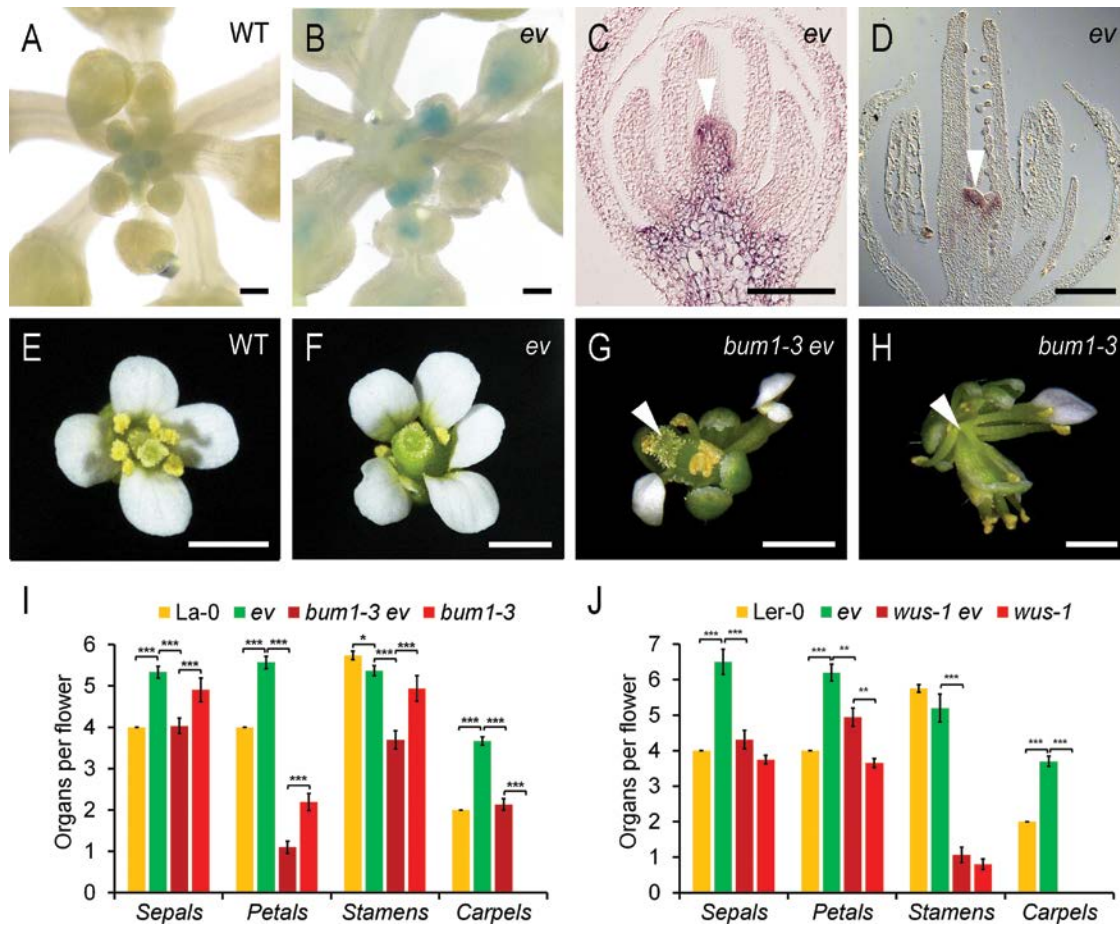 A WT
B ev
C ev
D ev
E WT
F ev
G bum1-3 ev
H bum1-3
I La-0 ev bum1-3 ev bum1-3
Organs per flower
6
5
4
3
2
1
0
*** *** *** *** *** *** * *** *** *** *** ***
Sepals Petals Stamens Carpels
J Ler-0 ev wus-1 ev wus-1
Organs per flower
7
6
5
4
3
2
1
0
*** *** *** ** ** *** *** ***
Sepals Petals Stamens Carpels